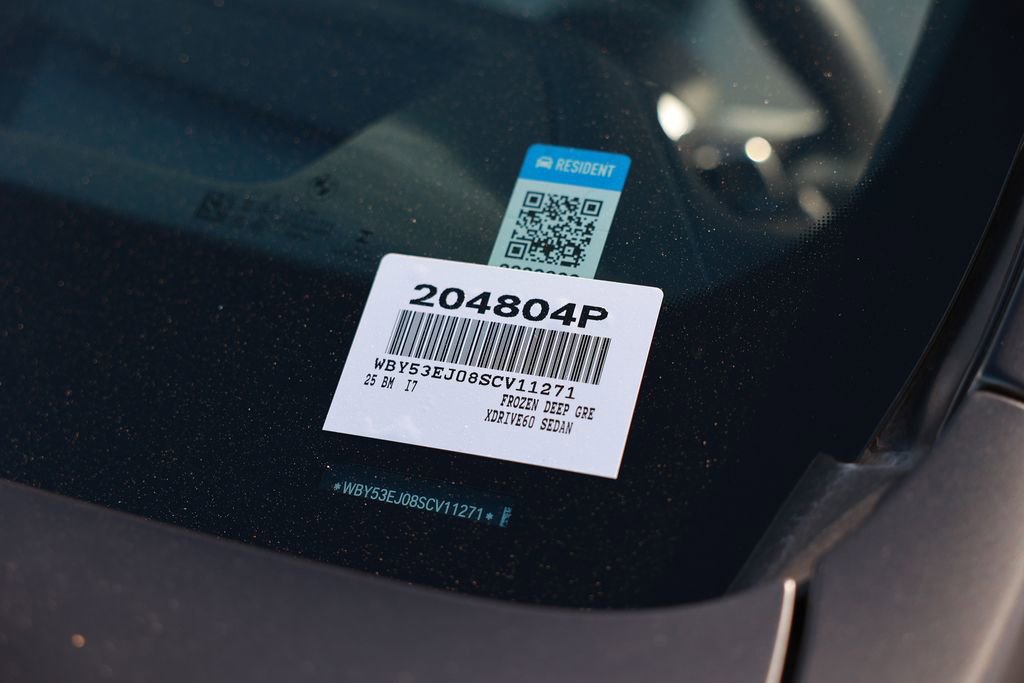 RESIDENT
204804P
WBY53EJ08SCV11271
25 BM I7
FROZEN DEEP GRE
XDRIVE60 SEDAN
*WBY53EJ08SCV11271*